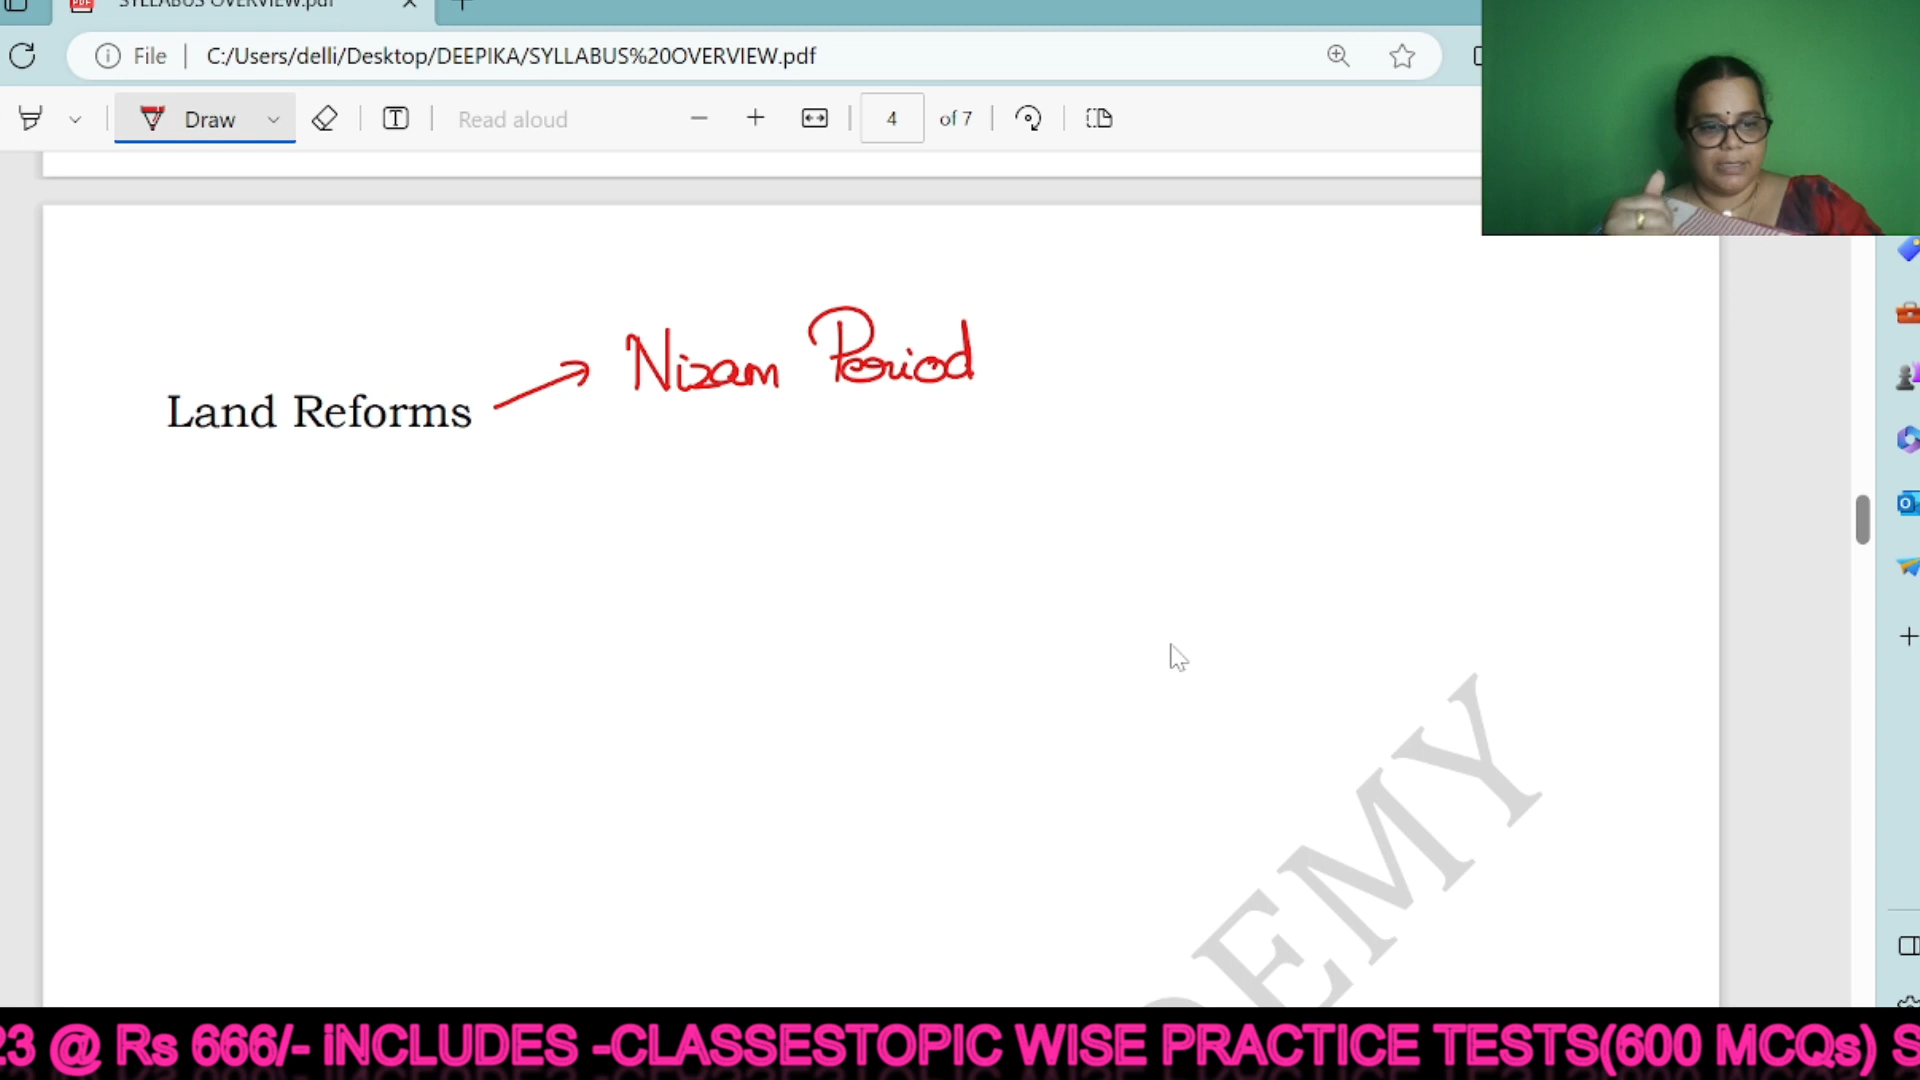 SYLLABUS OVERVIEW.pdf
File C:/Users/delli/Desktop/DEEPIKA/SYLLABUS%20OVERVIEW.pdf
Draw Read aloud 4 of 7
Nizam Period
Land Reforms
DEMY
23 @ Rs 666/- iNCLUDES -CLASSESTOPIC WISE PRACTICE TESTS(600 MCQs) S